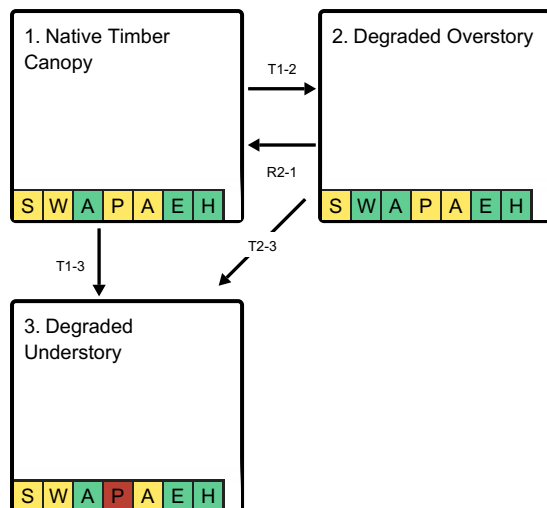 1. Native Timber
Canopy
2. Degraded Overstory
T1-2
R2-1
S W A P A E H
S W A P A E H
T2-3
T1-3
3. Degraded
Understory
S W A P A E H